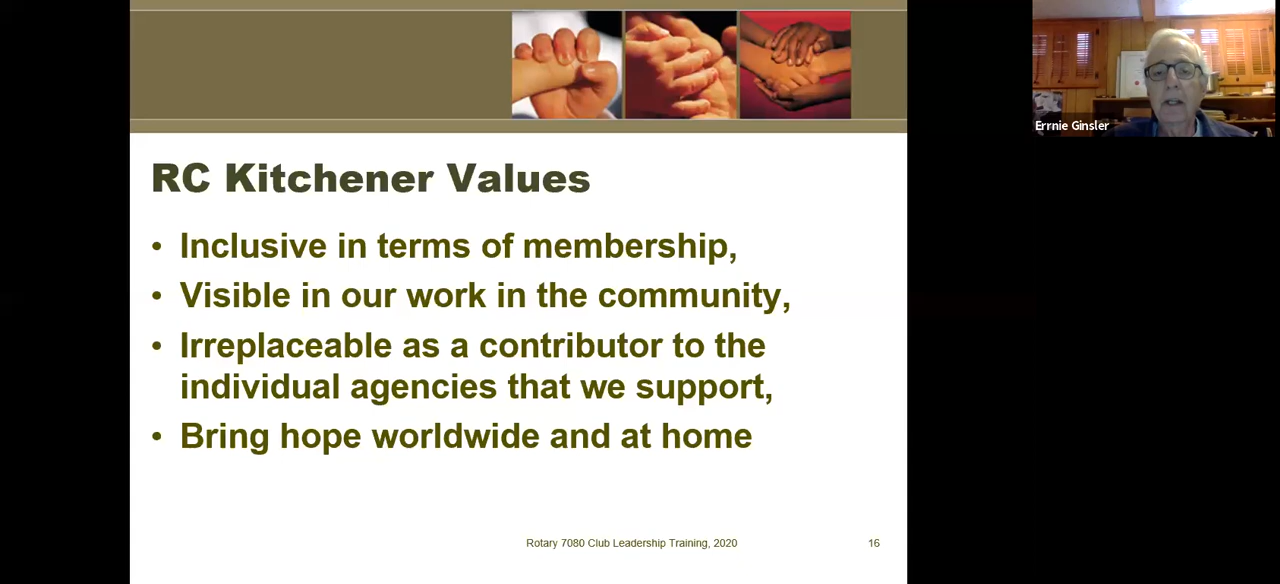 Errnie Ginsler
RC Kitchener Values
• Inclusive in terms of membership,
• Visible in our work in the community,
• Irreplaceable as a contributor to the
individual agencies that we support,
• Bring hope worldwide and at home
Rotary 7080 Club Leadership Training, 2020
16